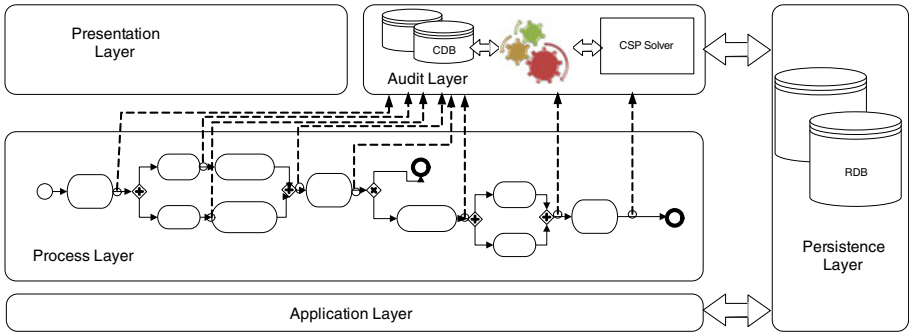 Presentation
Layer
CDB
CSP Solver
Audit Layer
RDB
Process Layer
Persistence
Layer
Application Layer